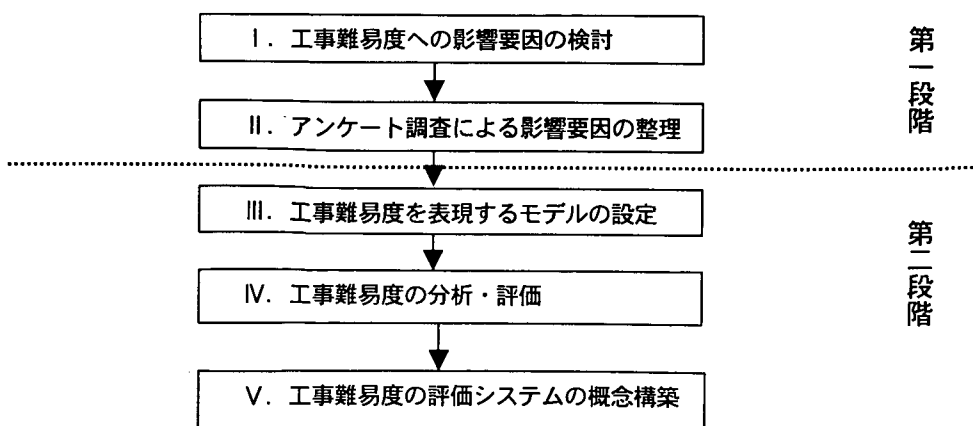 Ⅰ. 工事難易度への影響要因の検討
第一段階
Ⅱ. アンケート調査による影響要因の整理
Ⅲ. 工事難易度を表現するモデルの設定
第二段階
Ⅳ. 工事難易度の分析・評価
Ⅴ. 工事難易度の評価システムの概念構築